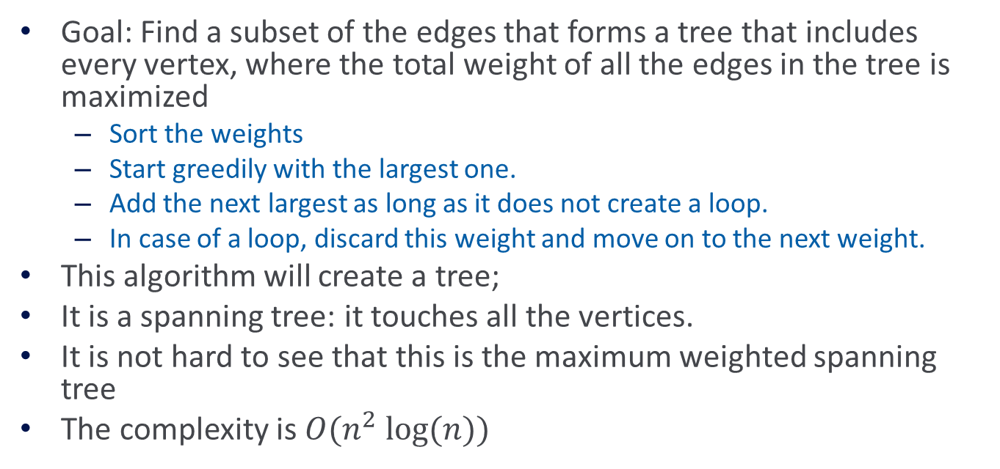 • Goal: Find a subset of the edges that forms a tree that includes
every vertex, where the total weight of all the edges in the tree is
maximized
– Sort the weights
– Start greedily with the largest one.
– Add the next largest as long as it does not create a loop.
– In case of a loop, discard this weight and move on to the next weight.
• This algorithm will create a tree;
• It is a spanning tree: it touches all the vertices.
• It is not hard to see that this is the maximum weighted spanning
tree
• The complexity is 𝑂(𝑛² log(𝑛))